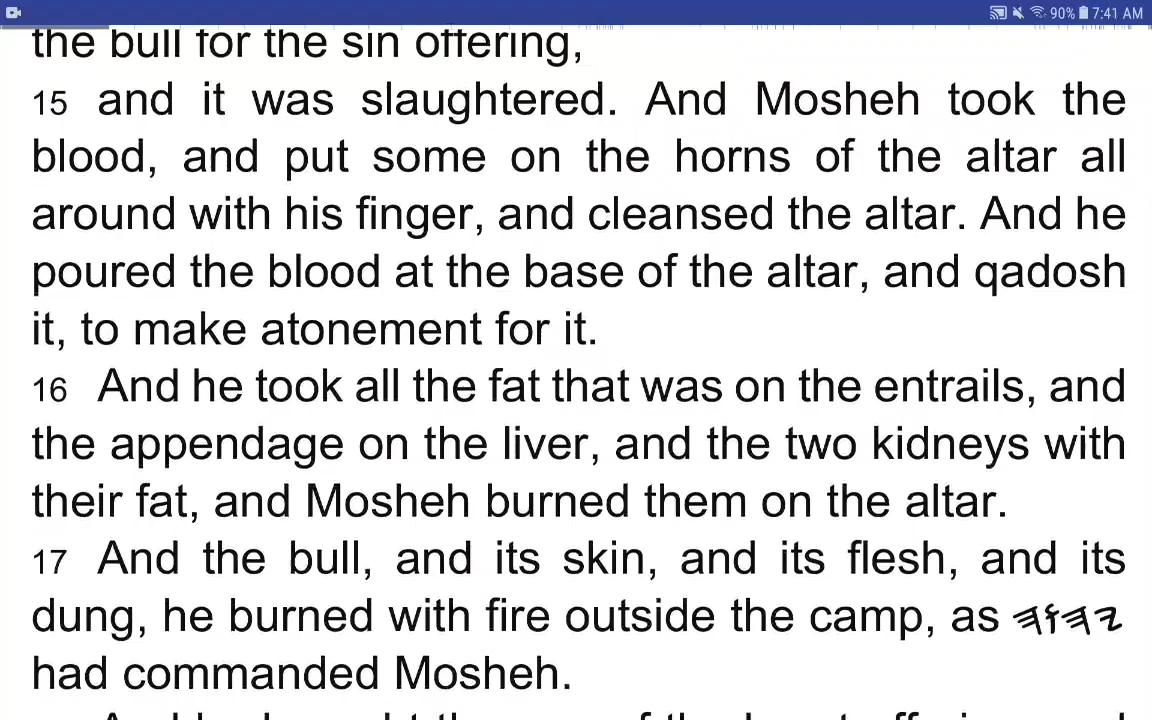 90% 7:41 AM
the bull for the sin offering,
15 and it was slaughtered. And Mosheh took the
blood, and put some on the horns of the altar all
around with his finger, and cleansed the altar. And he
poured the blood at the base of the altar, and qadosh
it, to make atonement for it.
16 And he took all the fat that was on the entrails, and
the appendage on the liver, and the two kidneys with
their fat, and Mosheh burned them on the altar.
17 And the bull, and its skin, and its flesh, and its
dung, he burned with fire outside the camp, as 𐤉𐤄𐤅𐤄
had commanded Mosheh.